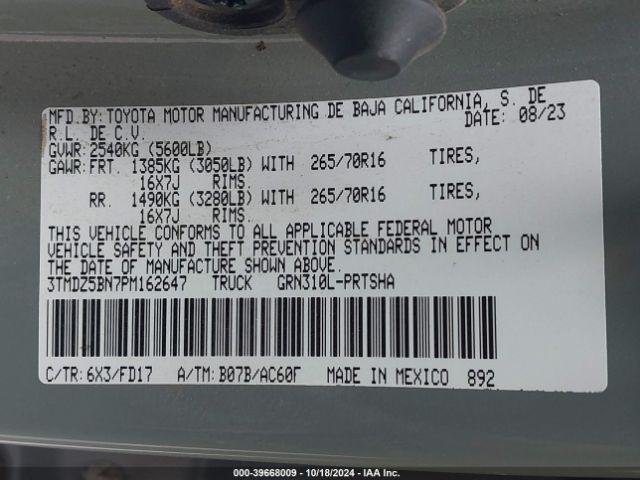 MFD.BY: TOYOTA MOTOR MANUFACTURING DE BAJA CALIFORNIA, S. DE
R.L. DE C.V. DATE: 08/23
GVWR: 2540KG (5600LB)
GAWR: FRT. 1385KG (3050LB) WITH 265/70R16 TIRES,
16X7J RIMS.
RR. 1490KG (3280LB) WITH 265/70R16 TIRES,
16X7J RIMS.
THIS VEHICLE CONFORMS TO ALL APPLICABLE FEDERAL MOTOR
VEHICLE SAFETY AND THEFT PREVENTION STANDARDS IN EFFECT ON
THE DATE OF MANUFACTURE SHOWN ABOVE.
3TMDZ5BN7PM162647 TRUCK GRN310L-PRTSHA
C/TR: 6X3/FD17 A/TM: B07B/AC60F MADE IN MEXICO 892
000-39668009 | 10/18/2024 | IAA, Inc.